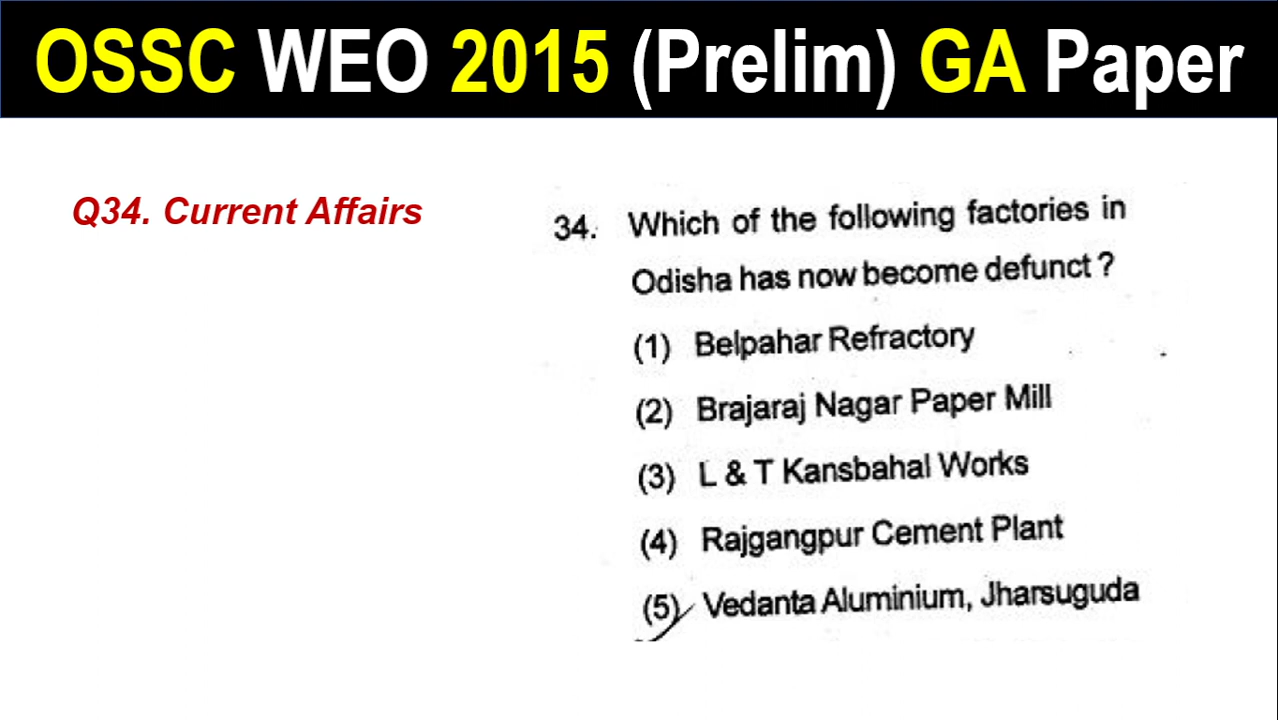 OSSC WEO 2015 (Prelim) GA Paper
Q34. Current Affairs
34. Which of the following factories in
Odisha has now become defunct ?
(1) Belpahar Refractory
(2) Brajaraj Nagar Paper Mill
(3) L & T Kansbahal Works
(4) Rajgangpur Cement Plant
(5) Vedanta Aluminium, Jharsuguda